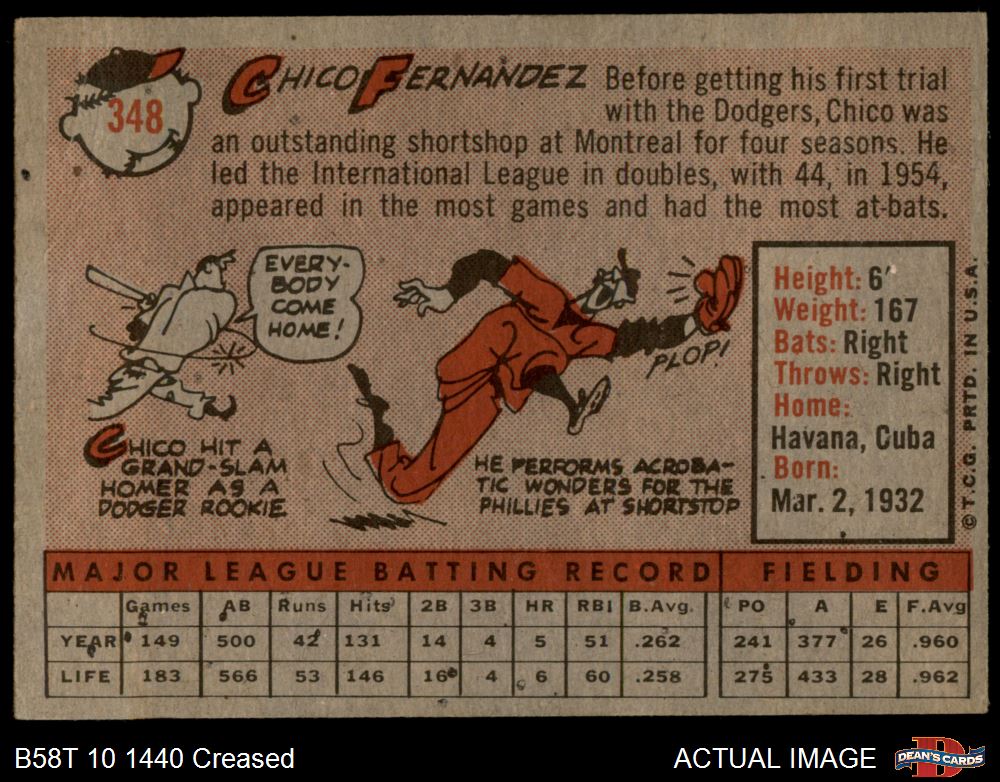 348
CHICO FERNANDEZ
Before getting his first trial
with the Dodgers, Chico was
an outstanding shortshop at Montreal for four seasons. He
led the International League in doubles, with 44, in 1954,
appeared in the most games and had the most at-bats.
EVERY-
BODY
COME
HOME!
PLOP!
CHICO HIT A
GRAND-SLAM
HOMER AS A
DODGER ROOKIE.
HE PERFORMS ACROBA-
TIC WONDERS FOR THE
PHILLIES AT SHORTSTOP
Height: 6'
Weight: 167
Bats: Right
Throws: Right
Home:
Havana, Cuba
Born:
Mar. 2, 1932
© T.C.G. PRTD. IN U.S.A.
MAJOR LEAGUE BATTING RECORD FIELDING
Games AB Runs Hits 2B 3B HR RBI B.Avg. PO A E F.Avg
YEAR 149 500 42 131 14 4 5 51 .262 241 377 26 .960
LIFE 183 566 53 146 16 4 6 60 .258 275 433 28 .962
B58T 10 1440 Creased
ACTUAL IMAGE
D
DEAN'S CARDS